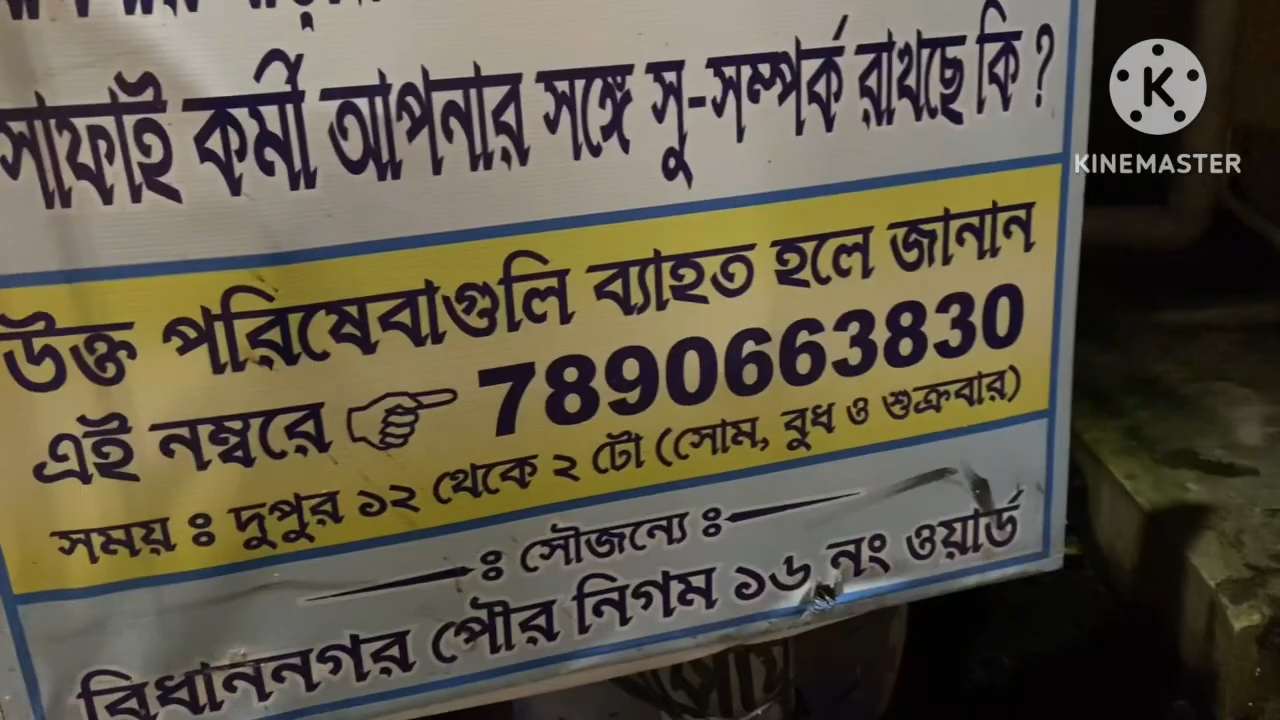 সাফাই কর্মী আপনার সঙ্গে সু-সম্পর্ক রাখছে কি ?
উক্ত পরিষেবাগুলি ব্যাহত হলে জানান
এই নম্বরে 7890663830
সময় ঃ দুপুর ১২ থেকে ২ টো (সোম, বুধ ও শুক্রবার)
ঃ সৌজন্যে ঃ
বিধাননগর পৌর নিগম ১৬ নং ওয়ার্ড
K
KINEMASTER